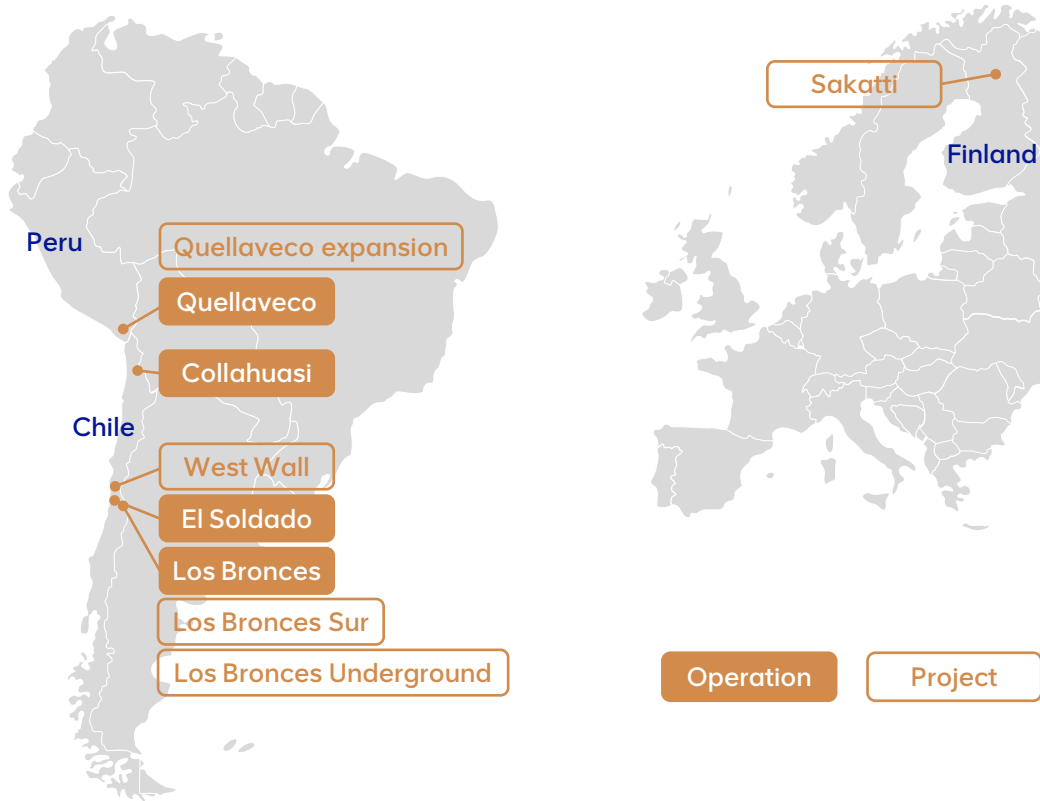 Sakatti
Finland
Peru
Quellaveco expansion
Quellaveco
Collahuasi
Chile
West Wall
El Soldado
Los Bronces
Los Bronces Sur
Los Bronces Underground
Operation
Project